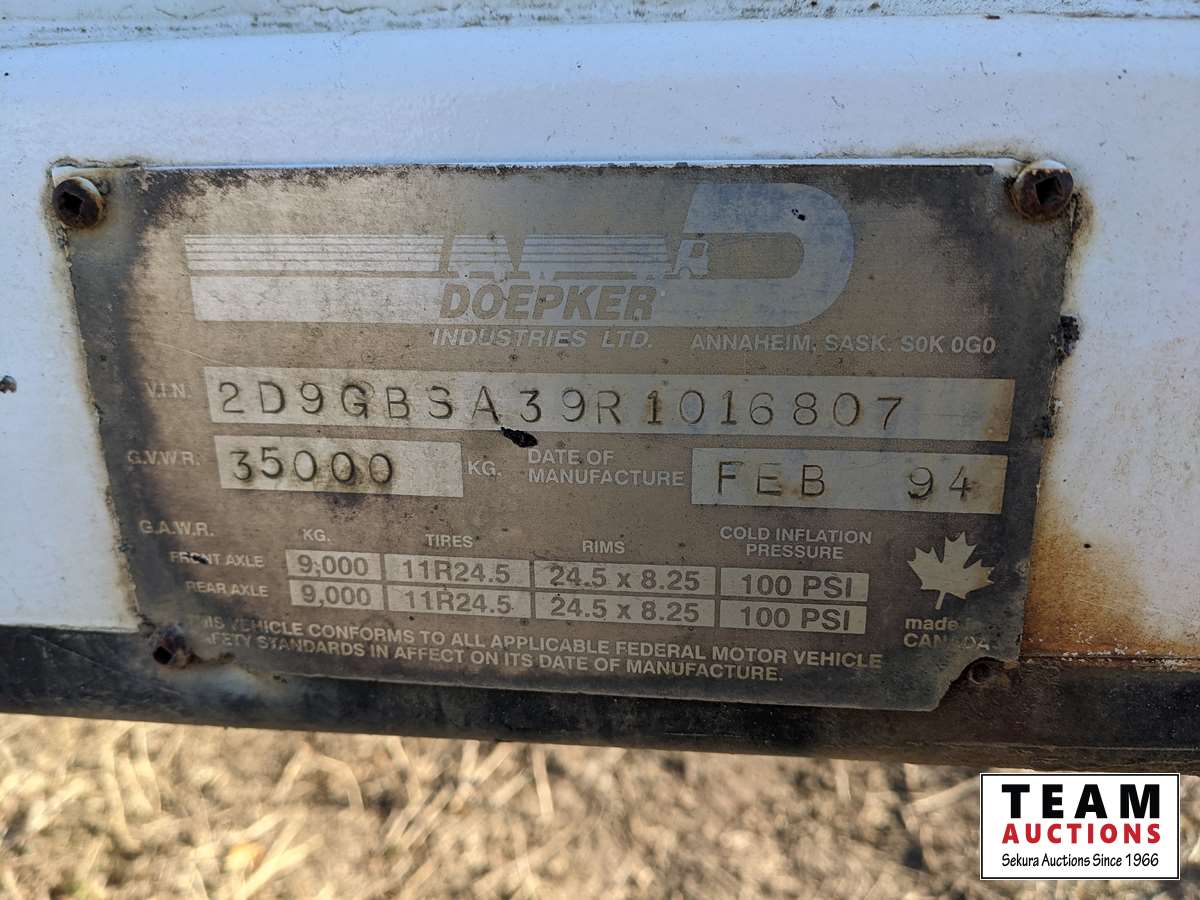 DOEPKER
INDUSTRIES LTD. ANNAHEIM, SASK. S0K 0G0
V.I.N. 2D9GBSA39R1016807
G.V.W.R. 35000 KG. DATE OF MANUFACTURE FEB 94
G.A.W.R. KG. TIRES RIMS COLD INFLATION PRESSURE
FRONT AXLE 9,000 11R24.5 24.5 x 8.25 100 PSI
REAR AXLE 9,000 11R24.5 24.5 x 8.25 100 PSI
VEHICLE CONFORMS TO ALL APPLICABLE FEDERAL MOTOR VEHICLE
STANDARDS IN AFFECT ON ITS DATE OF MANUFACTURE.
made
CANADA
TEAM
AUCTIONS
Sekura Auctions Since 1966